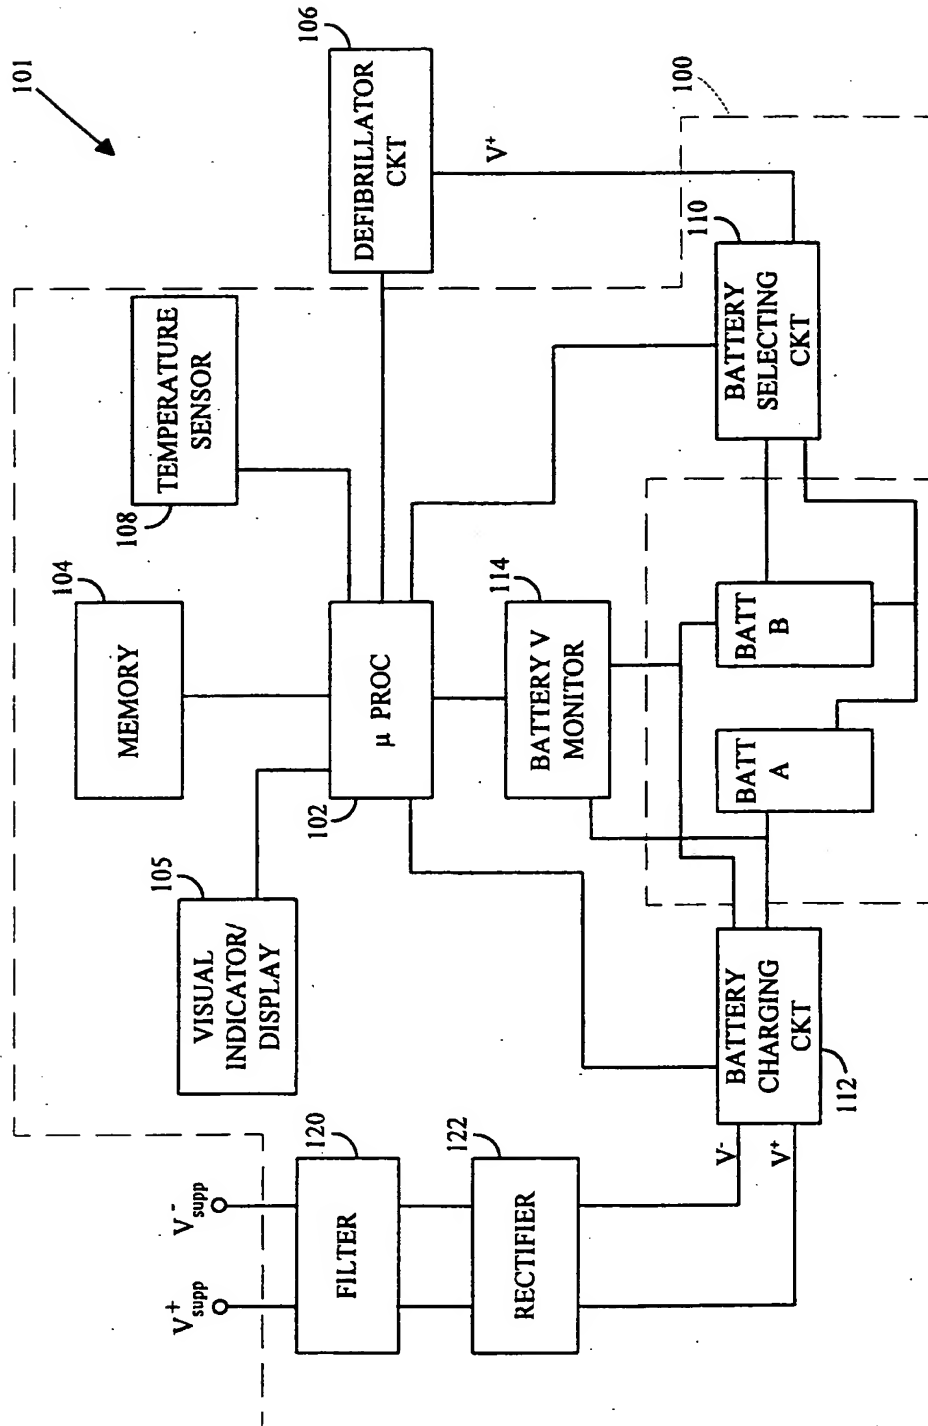 101
106
DEFIBRILLATOR
CKT
V+
100
108
TEMPERATURE
SENSOR
104
MEMORY
105
VISUAL
INDICATOR/
DISPLAY
102
µ PROC
114
BATTERY V
MONITOR
110
BATTERY
SELECTING
CKT
BATT
B
BATT
A
BATTERY
CHARGING
CKT
112
V-
V+
V+supp
V-supp
120
FILTER
122
RECTIFIER